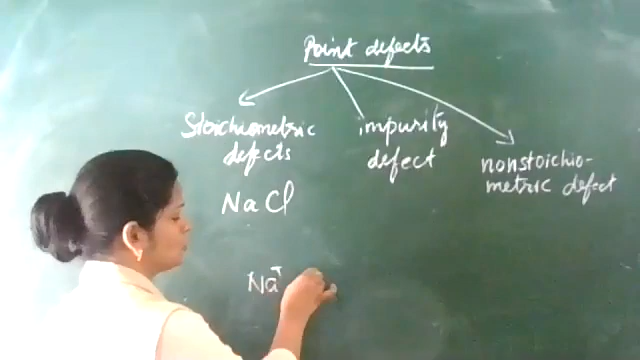 Point defects
Stoichiometric
defects
impurity
defect
nonstoichio-
metric defect
NaCl
Na⁺